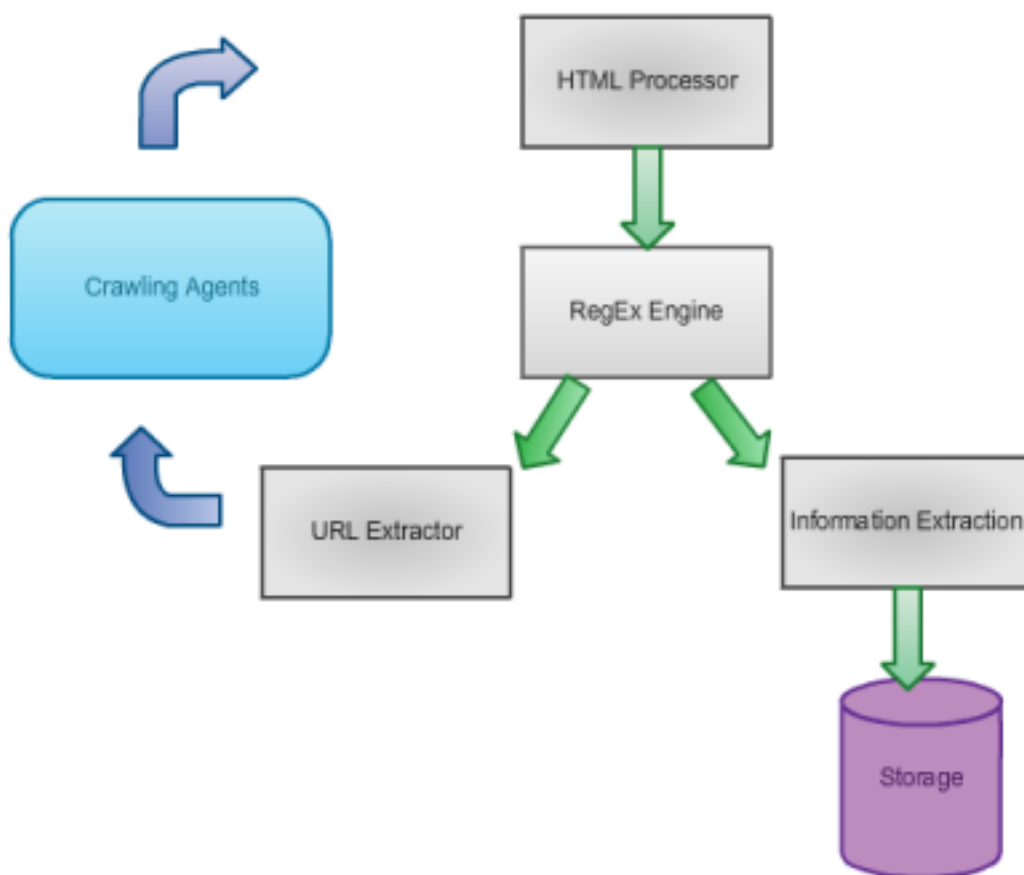 HTML Processor
Crawling Agents
RegEx Engine
URL Extractor
Information Extraction
Storage